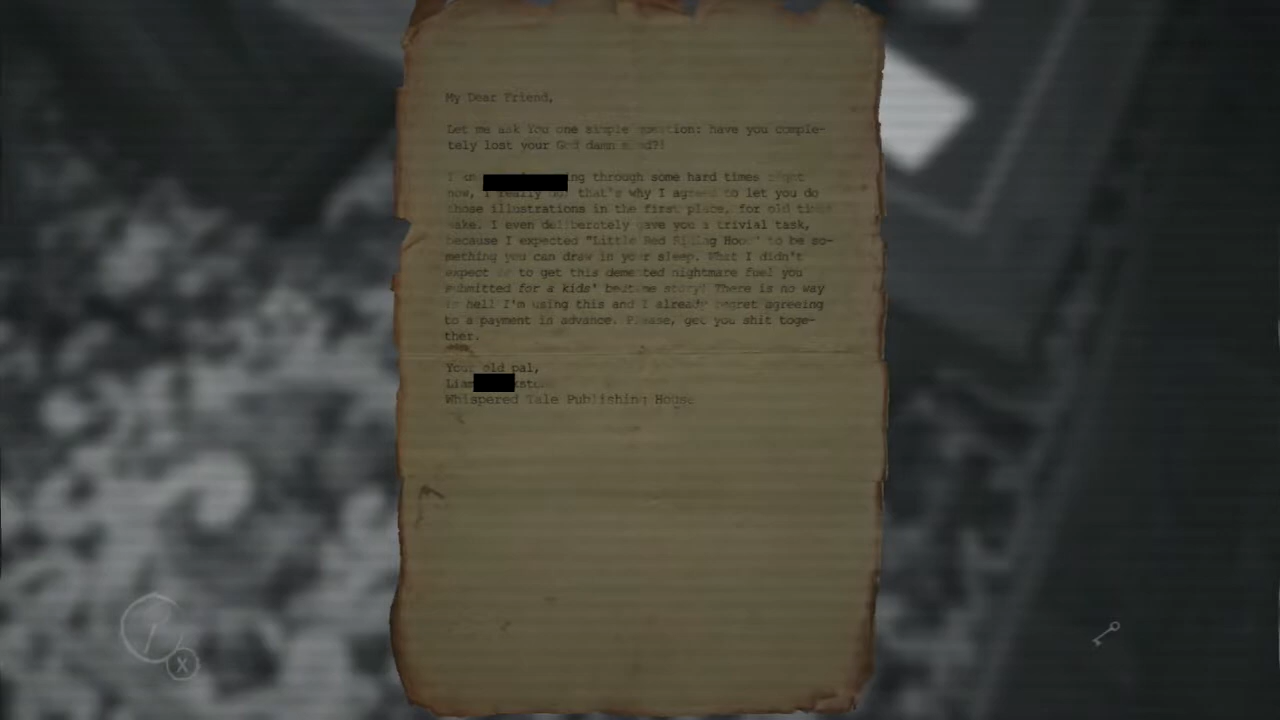 My Dear Friend,
Let me ask You one simple question: have you comple-
tely lost your God damn mind?!
I ing through some hard times right
now, I really do, that's why I agreed to let you do
those illustrations in the first place, for old time
sake. I even deliberately gave you a trivial task,
because I expected "Little Red Riding Hood" to be so-
mething you can draw in your sleep. What I didn't
expect to get this demented nightmare fuel you
submitted for a kids' bedtime story! There is no way
in hell I'm using this and I already regret agreeing
to a payment in advance. Please, get you shit toge-
ther.
Your old pal,
Liam
Whispered Tale Publishing House
X